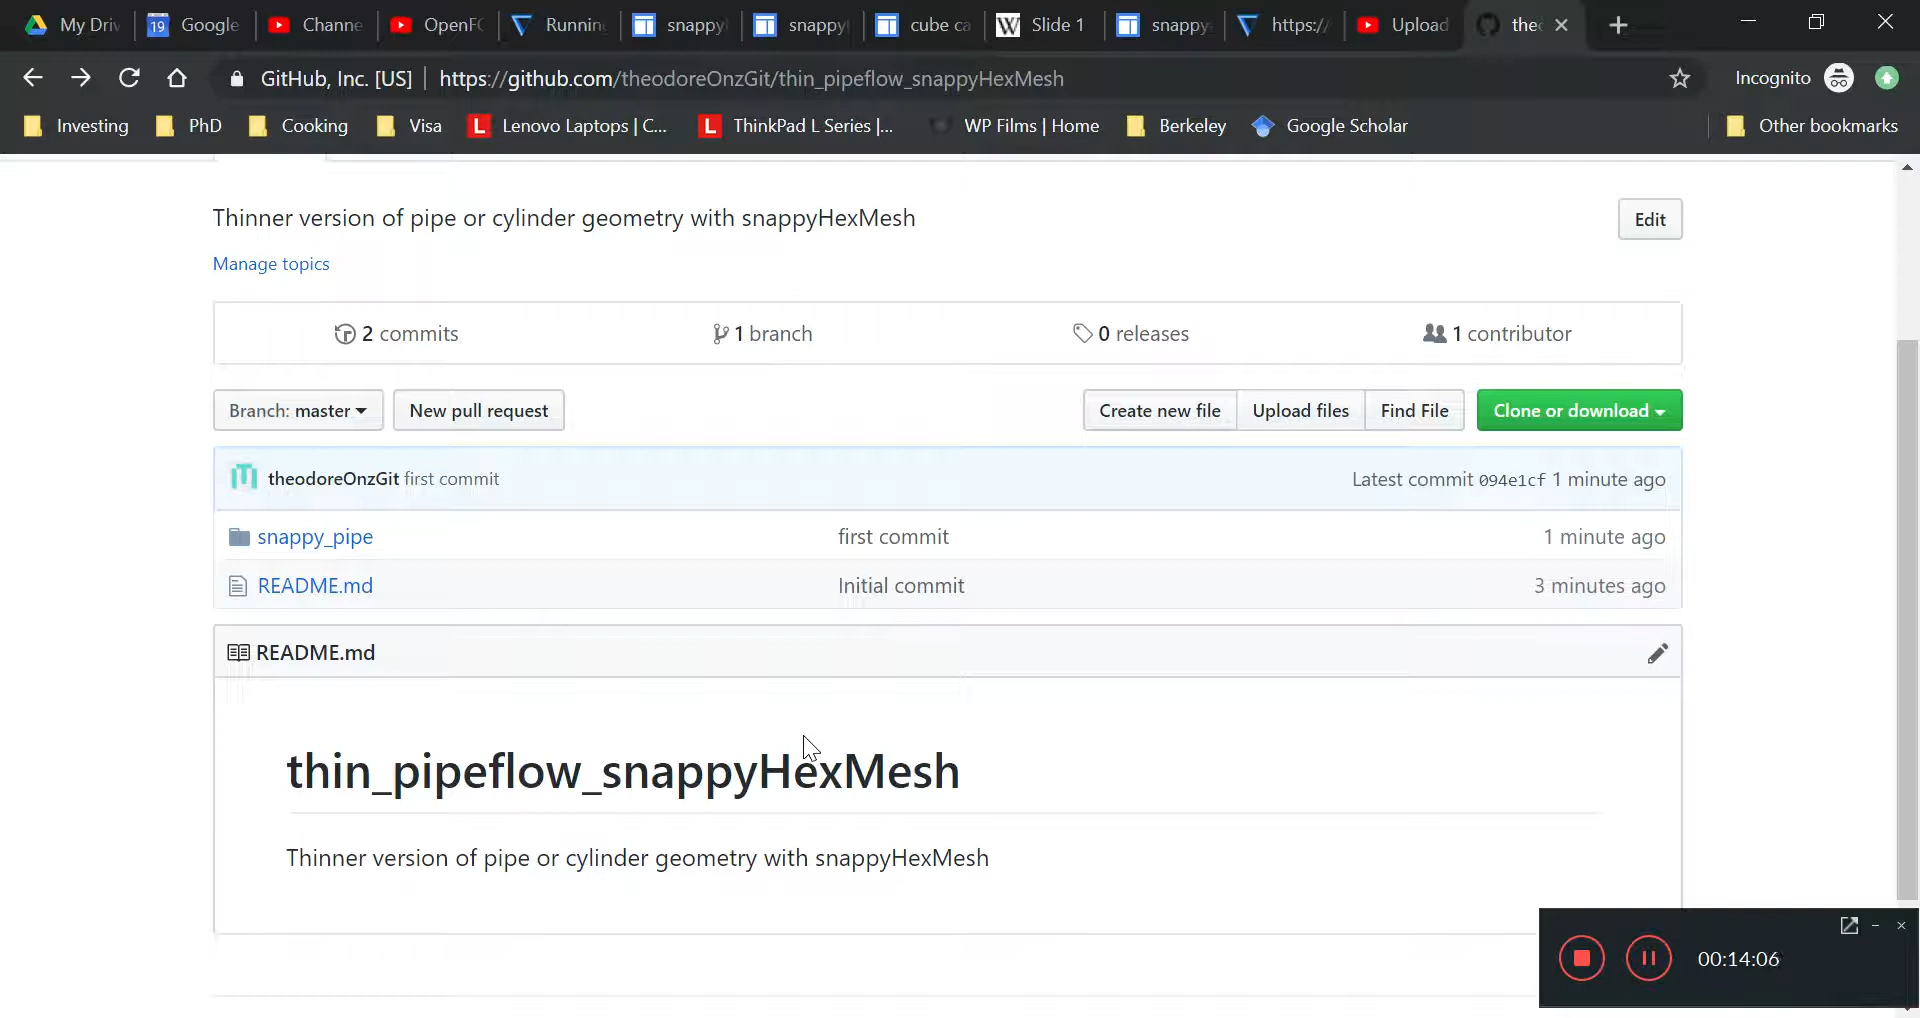 My Driv
19 Google
Channe
OpenFC
Running
snappy
snappy
cube ca
W Slide 1
snappy
https://
Upload
theo
GitHub, Inc. [US] https://github.com/theodoreOnzGit/thin_pipeflow_snappyHexMesh
Incognito
Investing
PhD
Cooking
Visa
L Lenovo Laptops | C...
L ThinkPad L Series |...
WP Films | Home
Berkeley
Google Scholar
Other bookmarks
Thinner version of pipe or cylinder geometry with snappyHexMesh
Edit
Manage topics
2 commits
1 branch
0 releases
1 contributor
Branch: master
New pull request
Create new file
Upload files
Find File
Clone or download
theodoreOnzGit first commit
Latest commit 094e1cf 1 minute ago
snappy_pipe
first commit
1 minute ago
README.md
Initial commit
3 minutes ago
README.md
thin_pipeflow_snappyHexMesh
Thinner version of pipe or cylinder geometry with snappyHexMesh
00:14:06